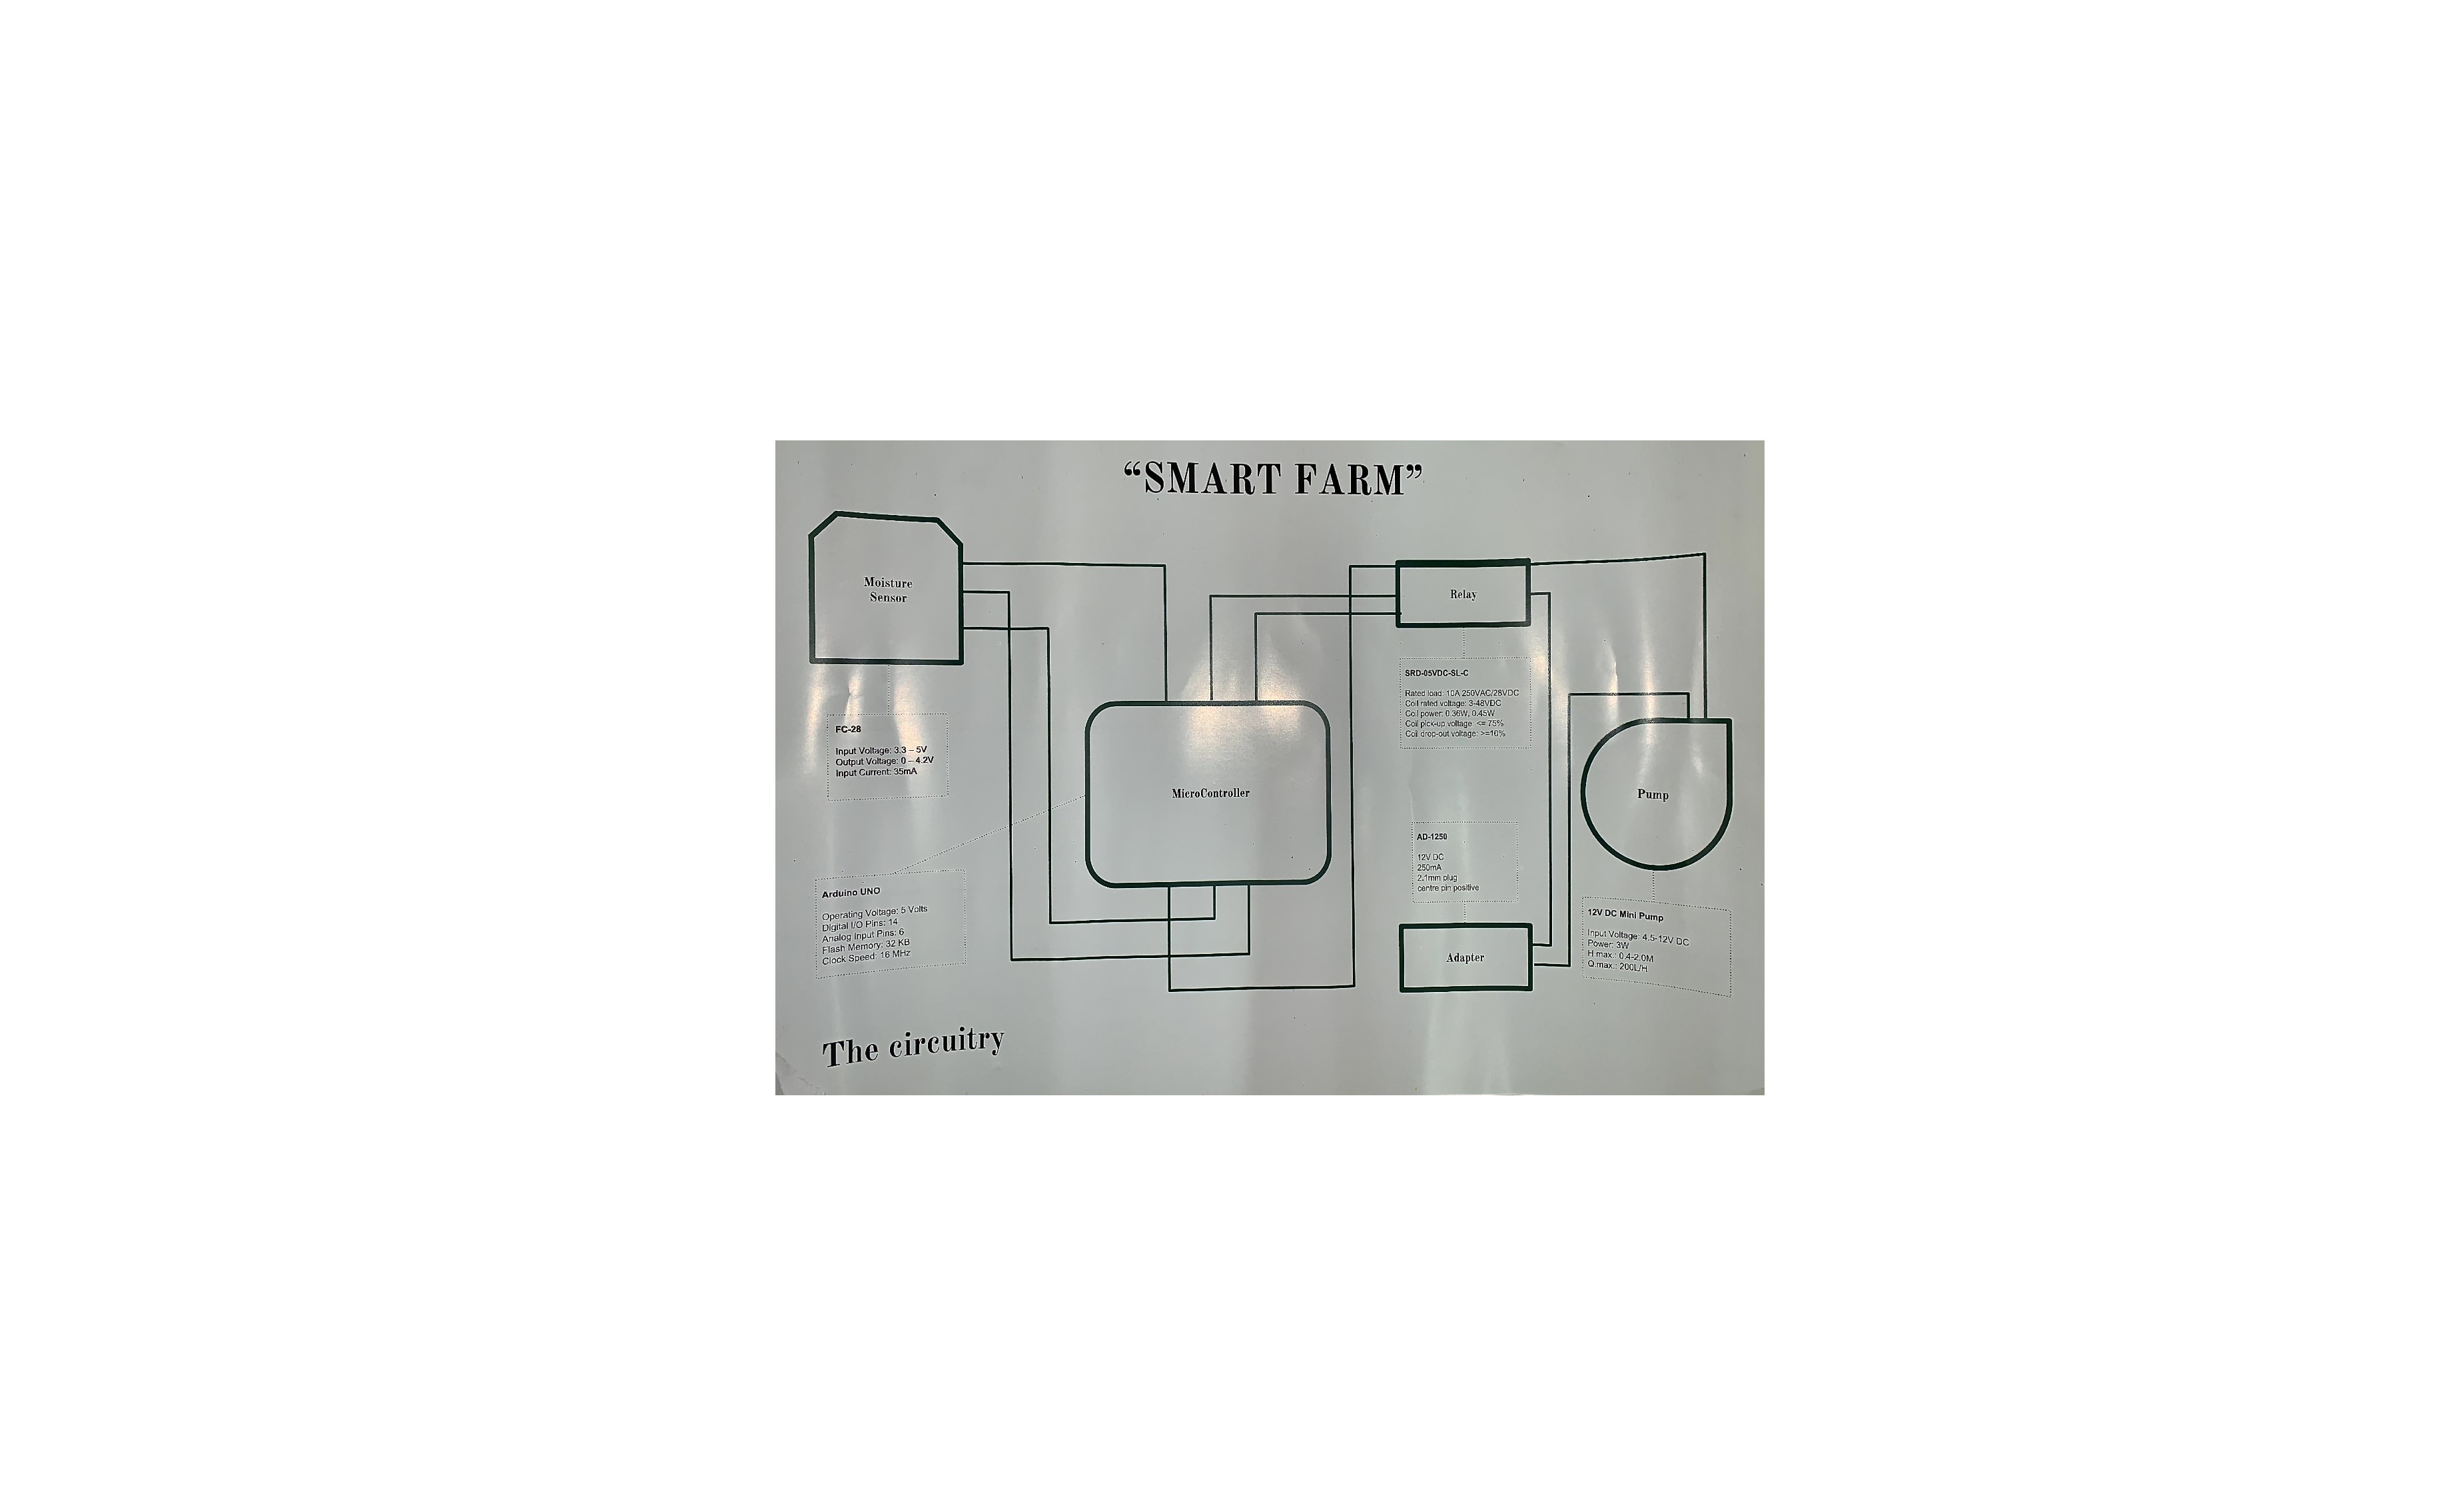 “SMART FARM”
Moisture
Sensor
Relay
SRD-05VDC-SL-C
Rated load: 10A 250VAC/28VDC
Coil rated voltage: 3-48VDC
Coil power: 0.36W, 0.45W
Coil pick-up voltage: <= 75%
Coil drop-out voltage: >=10%
FC-28
Input Voltage: 3.3 – 5V
Output Voltage: 0 – 4.2V
Input Current: 35mA
MicroController
Pump
AD-1250
12V DC
250mA
2.1mm plug
centre pin positive
Arduino UNO
Operating Voltage: 5 Volts
Digital I/O Pins: 14
Analog Input Pins: 6
Flash Memory: 32 KB
Clock Speed: 16 MHz
Adapter
12V DC Mini Pump
Input Voltage: 4.5-12V DC
Power: 3W
H max.: 0.4-2.0M
Q.max.: 200L/H
The circuitry